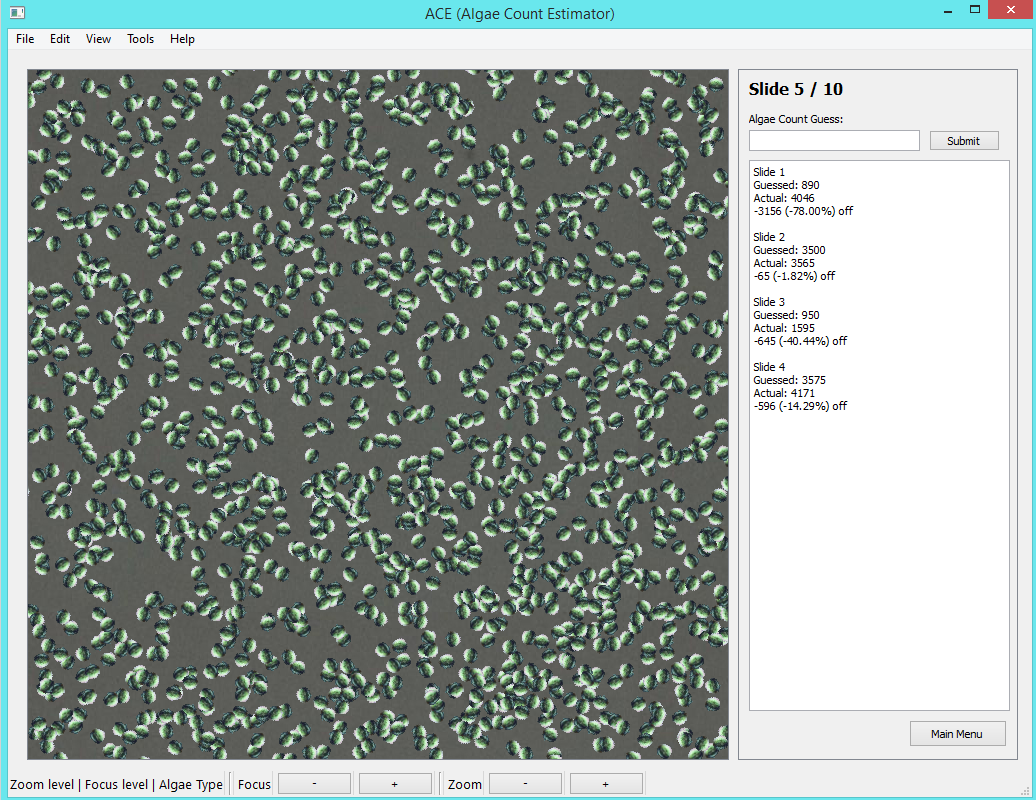 ACE (Algae Count Estimator)
File Edit View Tools Help
Slide 5 / 10
Algae Count Guess:
Submit
Slide 1
Guessed: 890
Actual: 4046
-3156 (-78.00%) off
Slide 2
Guessed: 3500
Actual: 3565
-65 (-1.82%) off
Slide 3
Guessed: 950
Actual: 1595
-645 (-40.44%) off
Slide 4
Guessed: 3575
Actual: 4171
-596 (-14.29%) off
Main Menu
Zoom level | Focus level | Algae Type Focus - + Zoom - +